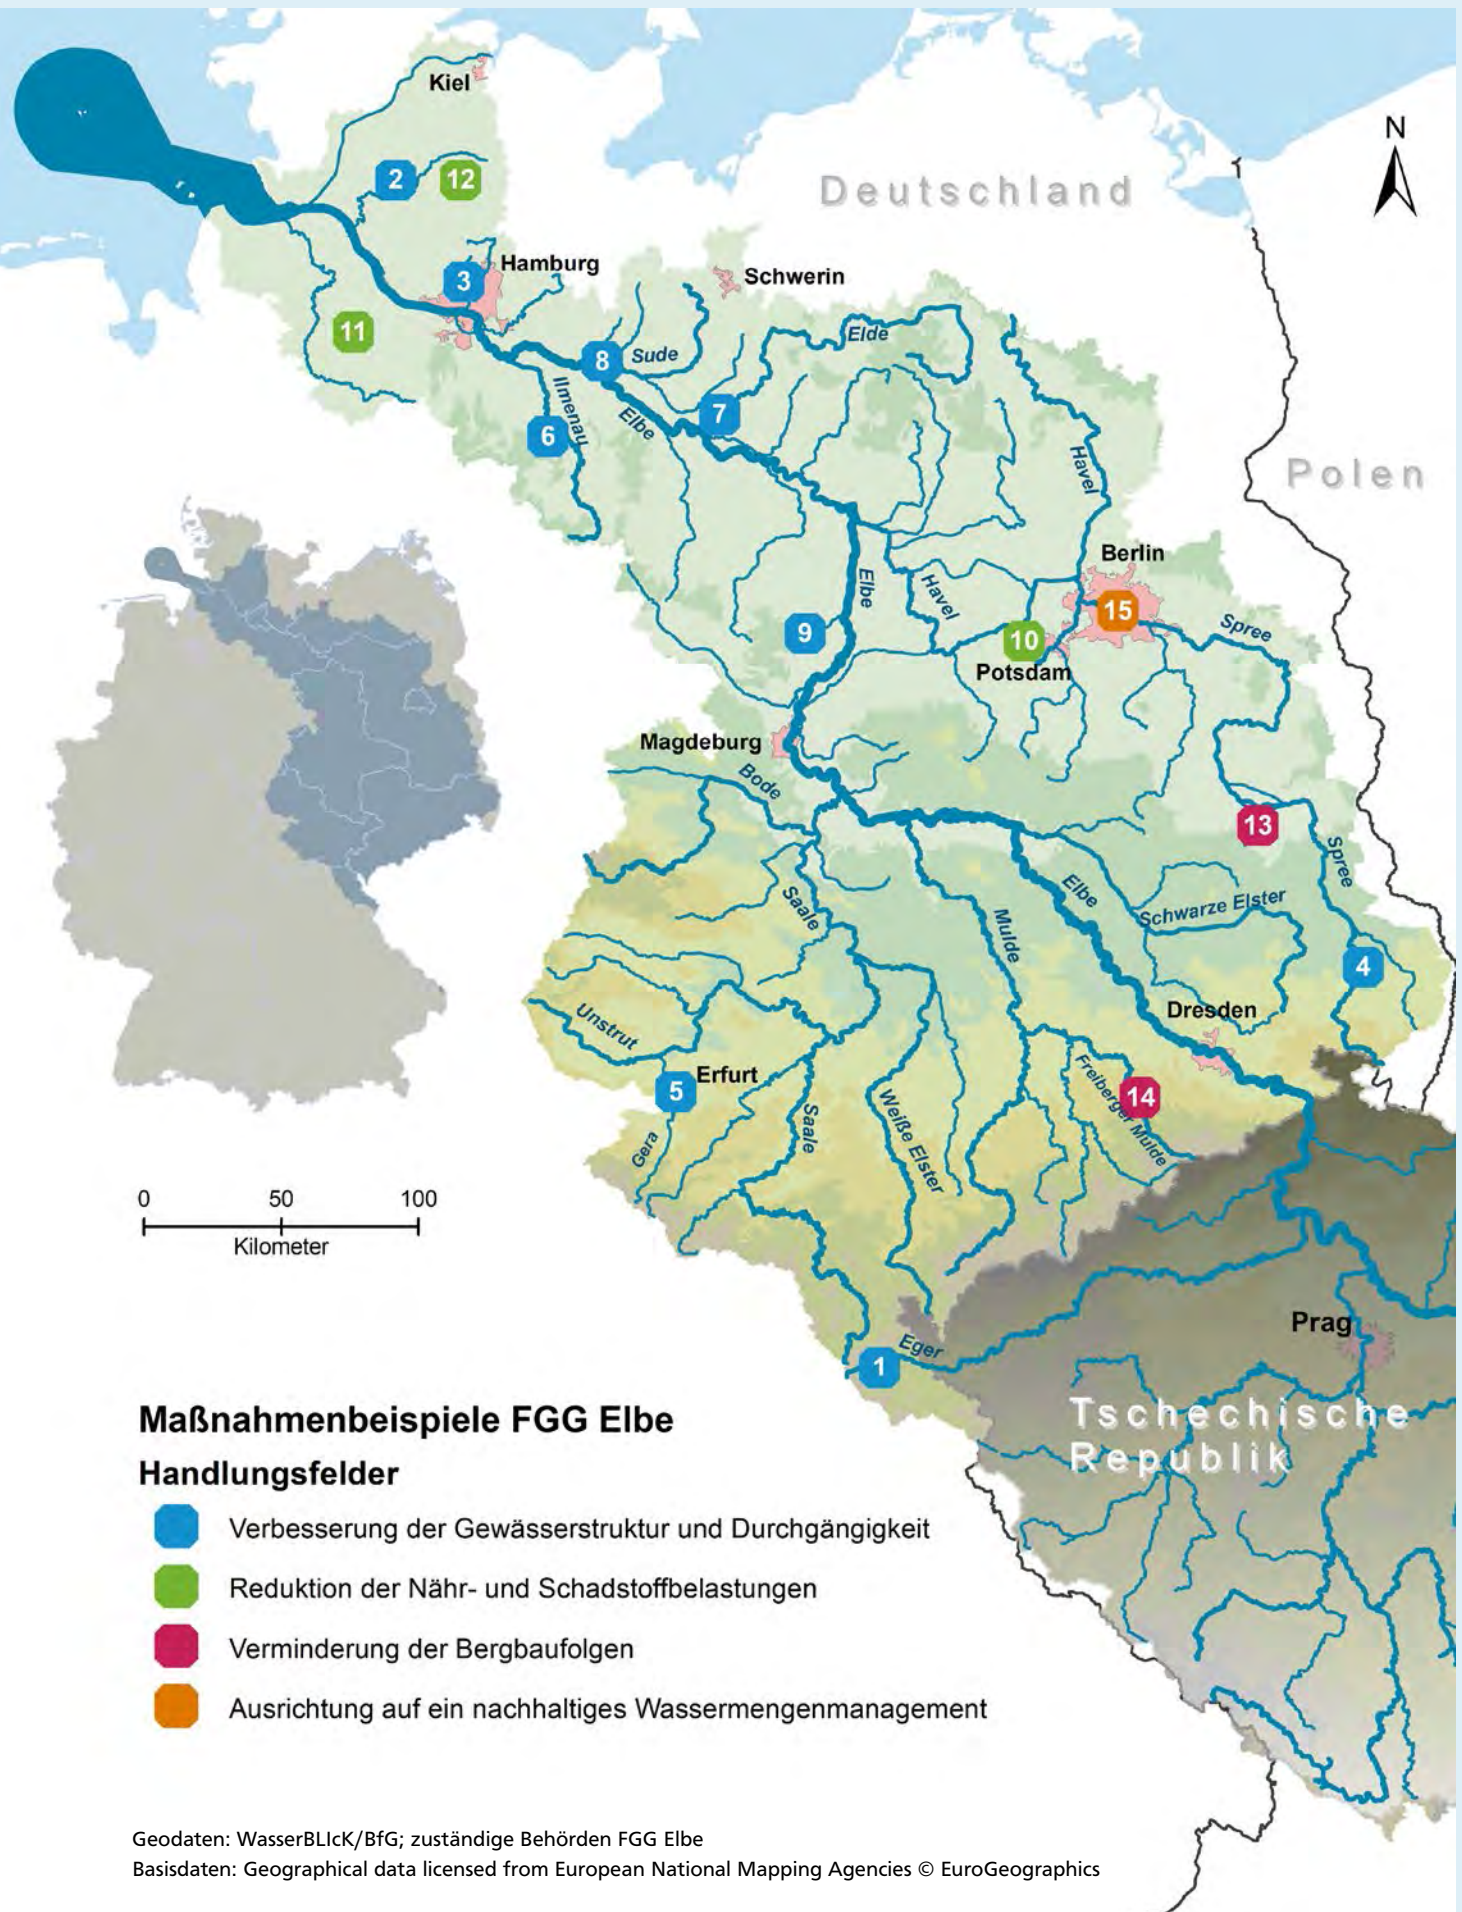 Kiel
N
2
12
Deutschland
Hamburg
3
Schwerin
11
Elde
8
Sude
7
Ilmenau
Elbe
6
Havel
Polen
Berlin
Elbe
Havel
15
9
10
Spree
Potsdam
Magdeburg
Bode
13
Spree
Elbe
Saale
Schwarze Elster
Mulde
4
Dresden
Unstrut
Erfurt
5
Freiberger Mulde
14
Saale
Weiße Elster
Gera
0 50 100
Kilometer
Prag
Eger
1
Tschechische
Republik
Maßnahmenbeispiele FGG Elbe
Handlungsfelder
Verbesserung der Gewässerstruktur und Durchgängigkeit
Reduktion der Nähr- und Schadstoffbelastungen
Verminderung der Bergbaufolgen
Ausrichtung auf ein nachhaltiges Wassermengenmanagement
Geodaten: WasserBLIcK/BfG; zuständige Behörden FGG Elbe
Basisdaten: Geographical data licensed from European National Mapping Agencies © EuroGeographics